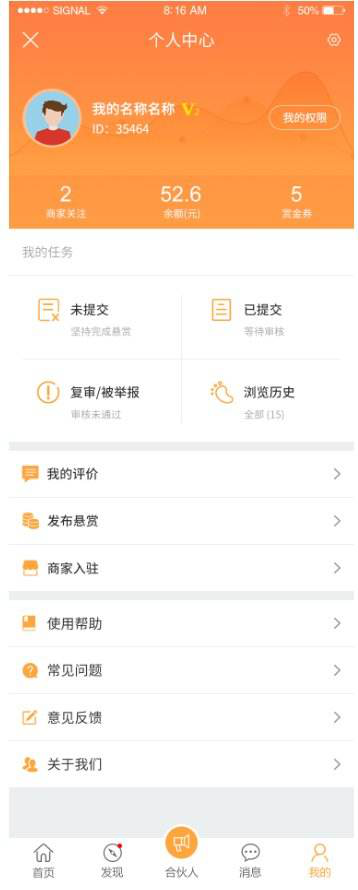 SIGNAL 8:16 AM 50%
个人中心
我的名称名称 V2
ID：35464
我的权限
2 52.6 5
商家关注 余额(元) 赏金券
我的任务
未提交 已提交
坚持完成悬赏 等待审核
复审/被举报 浏览历史
审核未通过 全部 (15)
我的评价
发布悬赏
商家入驻
使用帮助
常见问题
意见反馈
关于我们
首页 发现 合伙人 消息 我的